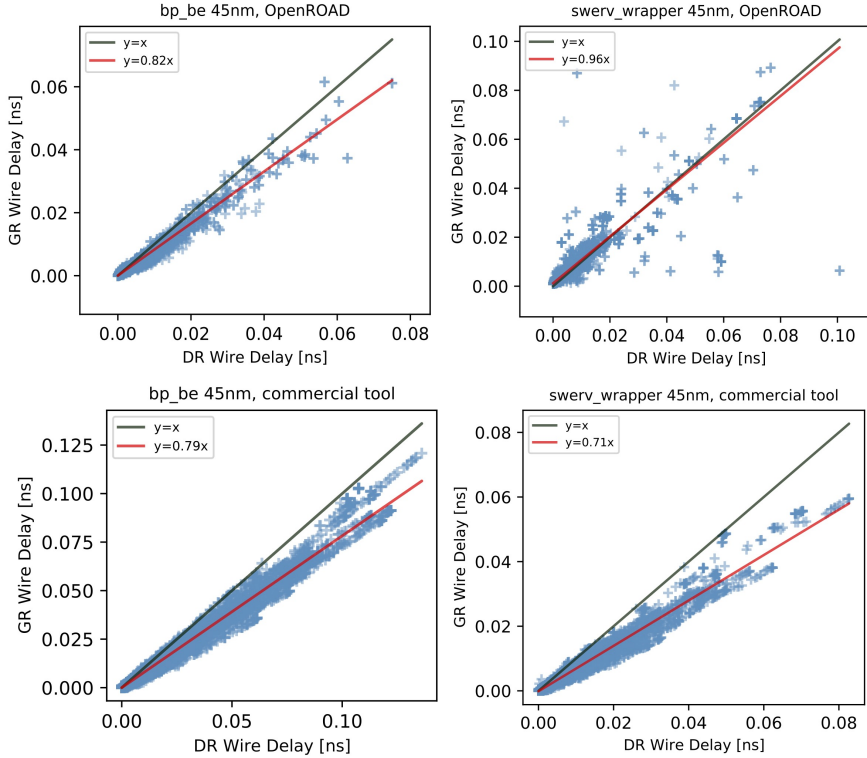 bp_be 45nm, OpenROAD
y=x
y=0.82x
GR Wire Delay [ns]
0.06
0.04
0.02
0.00
0.00 0.02 0.04 0.06
DR Wire Delay [ns]
swerv_wrapper 45nm, OpenROAD
y=x
y=0.96x
GR Wire Delay [ns]
0.10
0.08
0.06
0.04
0.02
0.00
0.00 0.02 0.04 0.06 0.08 0.10
DR Wire Delay [ns]
bp_be 45nm, commercial tool
y=x
y=0.79x
GR Wire Delay [ns]
0.125
0.100
0.075
0.050
0.025
0.000
0.00 0.05 0.10
DR Wire Delay [ns]
swerv_wrapper 45nm, commercial tool
y=x
y=0.71x
GR Wire Delay [ns]
0.08
0.06
0.04
0.02
0.00
0.00 0.02 0.04 0.06 0.08
DR Wire Delay [ns]